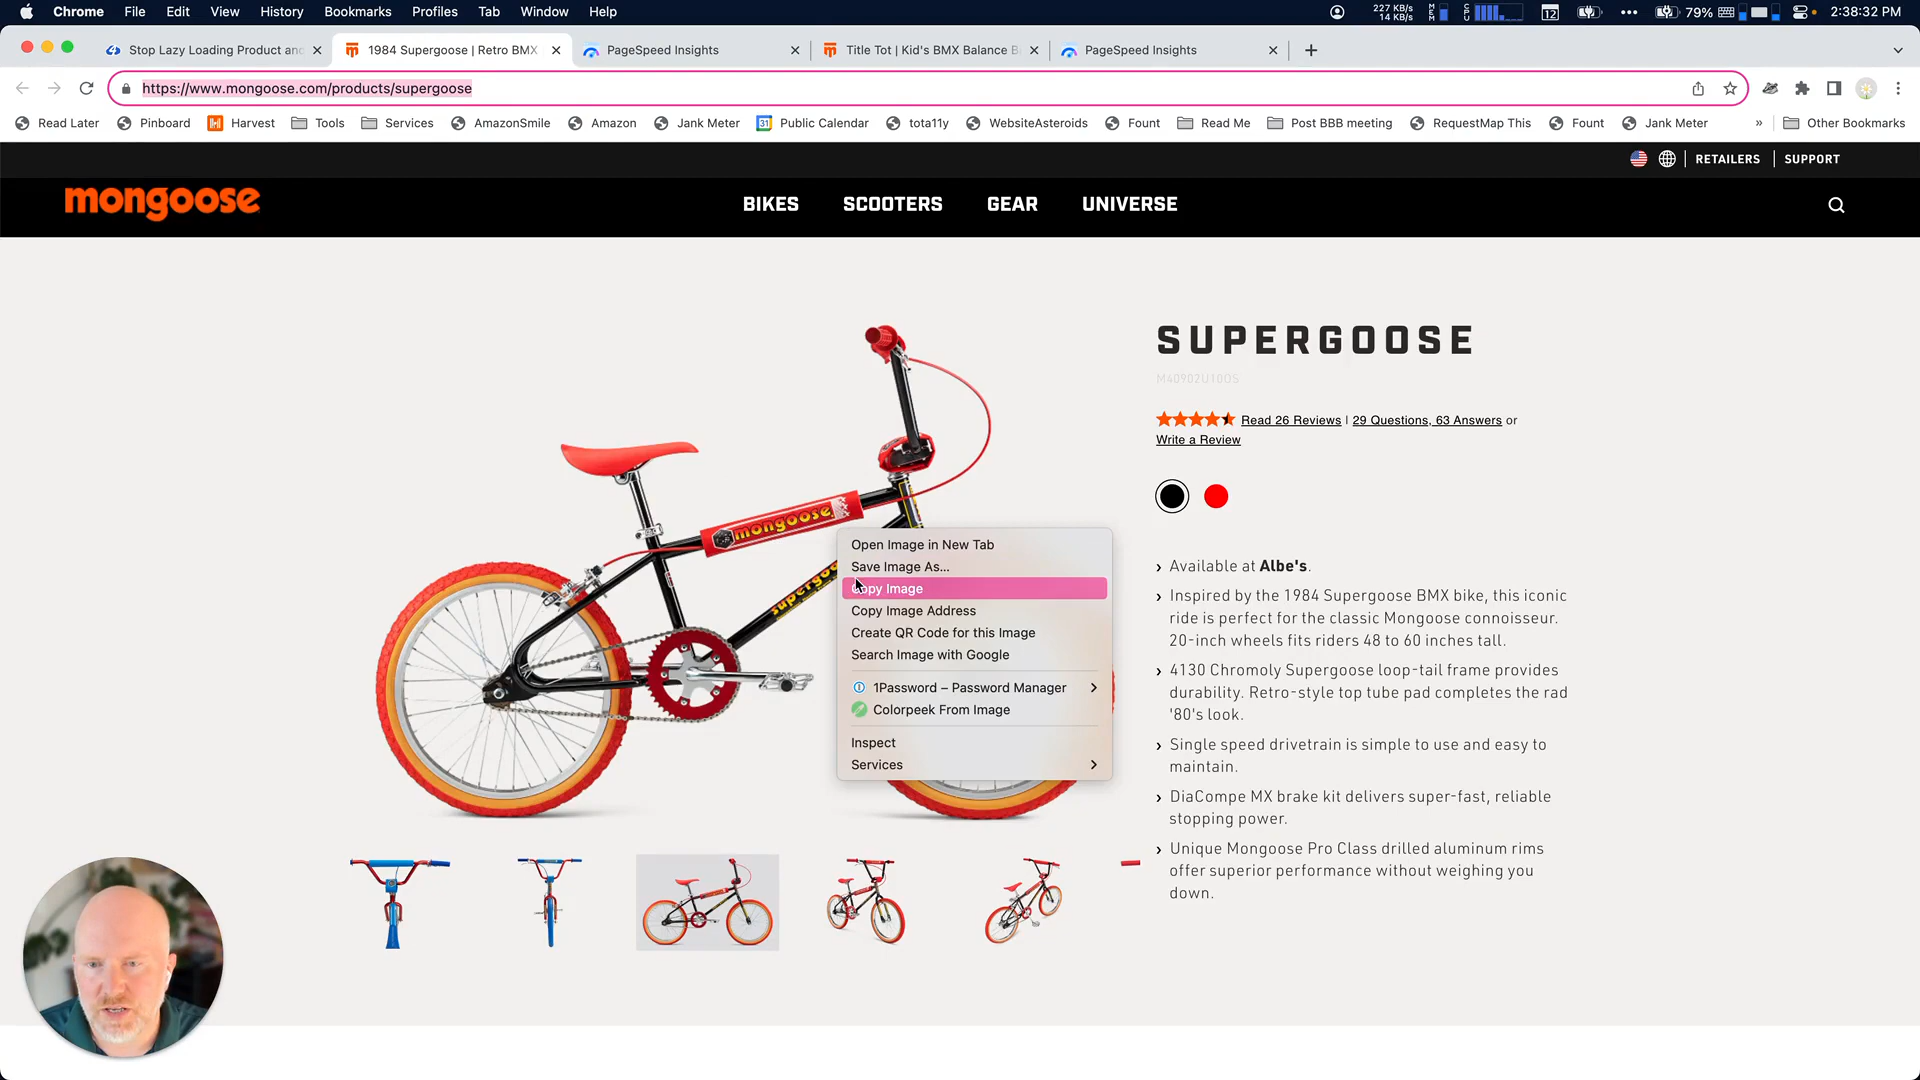 Chrome File Edit View History Bookmarks Profiles Tab Window Help
227 KB/s
14 KB/s
MEM
CPU
12
79%
2:38:32 PM
Stop Lazy Loading Product and
1984 Supergoose | Retro BMX
PageSpeed Insights
Title Tot | Kid's BMX Balance B
PageSpeed Insights
https://www.mongoose.com/products/supergoose
Read Later Pinboard Harvest Tools Services AmazonSmile Amazon Jank Meter 31 Public Calendar tota11y WebsiteAsteroids Fount Read Me Post BBB meeting RequestMap This Fount Jank Meter » Other Bookmarks
RETAILERS | SUPPORT
mongoose
BIKES SCOOTERS GEAR UNIVERSE
SUPERGOOSE
M40902U10OS
Read 26 Reviews | 29 Questions, 63 Answers or
Write a Review
mongoose
supergoose
Open Image in New Tab
Save Image As...
Copy Image
Copy Image Address
Create QR Code for this Image
Search Image with Google
1Password – Password Manager
Colorpeek From Image
Inspect
Services
› Available at Albe's.
› Inspired by the 1984 Supergoose BMX bike, this iconic
ride is perfect for the classic Mongoose connoisseur.
20-inch wheels fits riders 48 to 60 inches tall.
› 4130 Chromoly Supergoose loop-tail frame provides
durability. Retro-style top tube pad completes the rad
'80's look.
› Single speed drivetrain is simple to use and easy to
maintain.
› DiaCompe MX brake kit delivers super-fast, reliable
stopping power.
› Unique Mongoose Pro Class drilled aluminum rims
offer superior performance without weighing you
down.